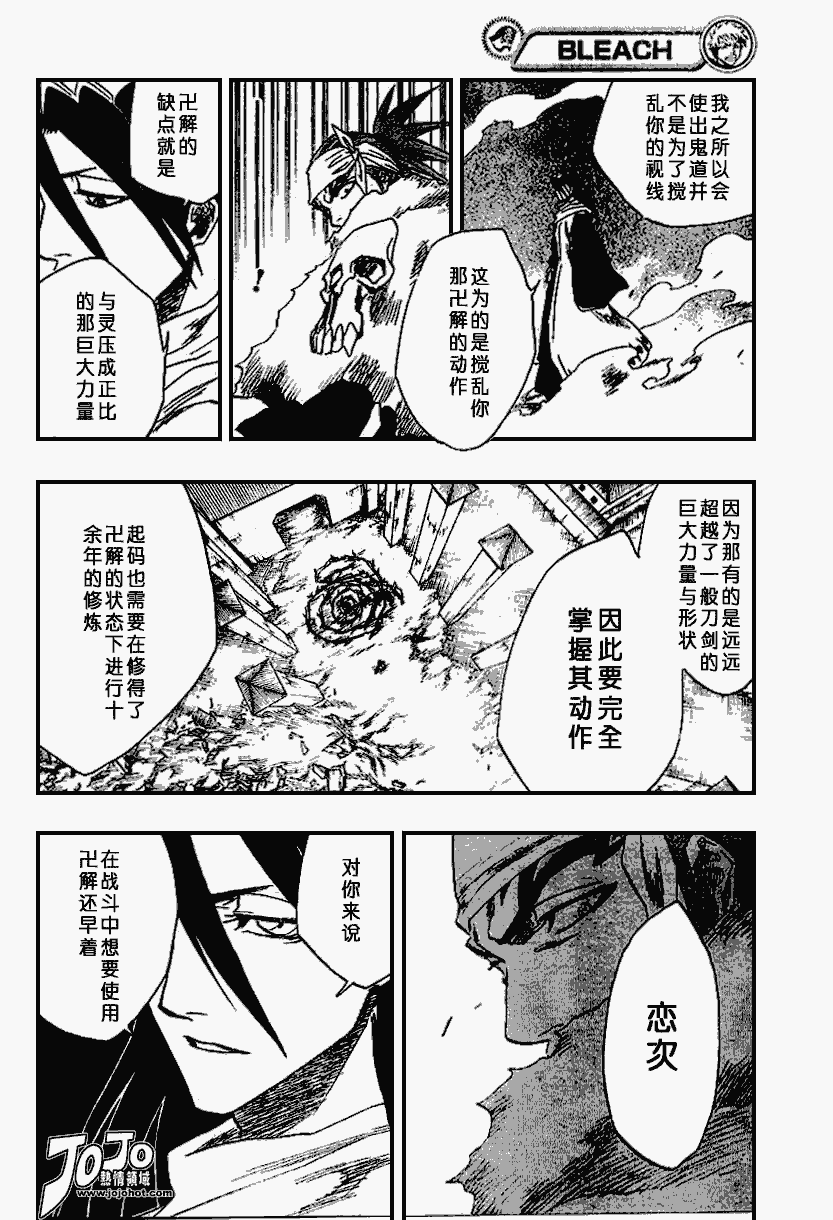 BLEACH
我之所以会
使出鬼道并
不是为了搅
乱你的视线
这为的是搅乱你
那卍解的动作
卍解的
缺点就是
与灵压成正比
的那巨大力量
因为那有的是远远
超越了一般刀剑的
巨大力量与形状
因此要完全
掌握其动作
起码也需要在修得了
卍解的状态下进行十
余年的修炼
恋次
对你来说
在战斗中想要使用
卍解还早着
JOJO
熱情領域
www.jojohot.com